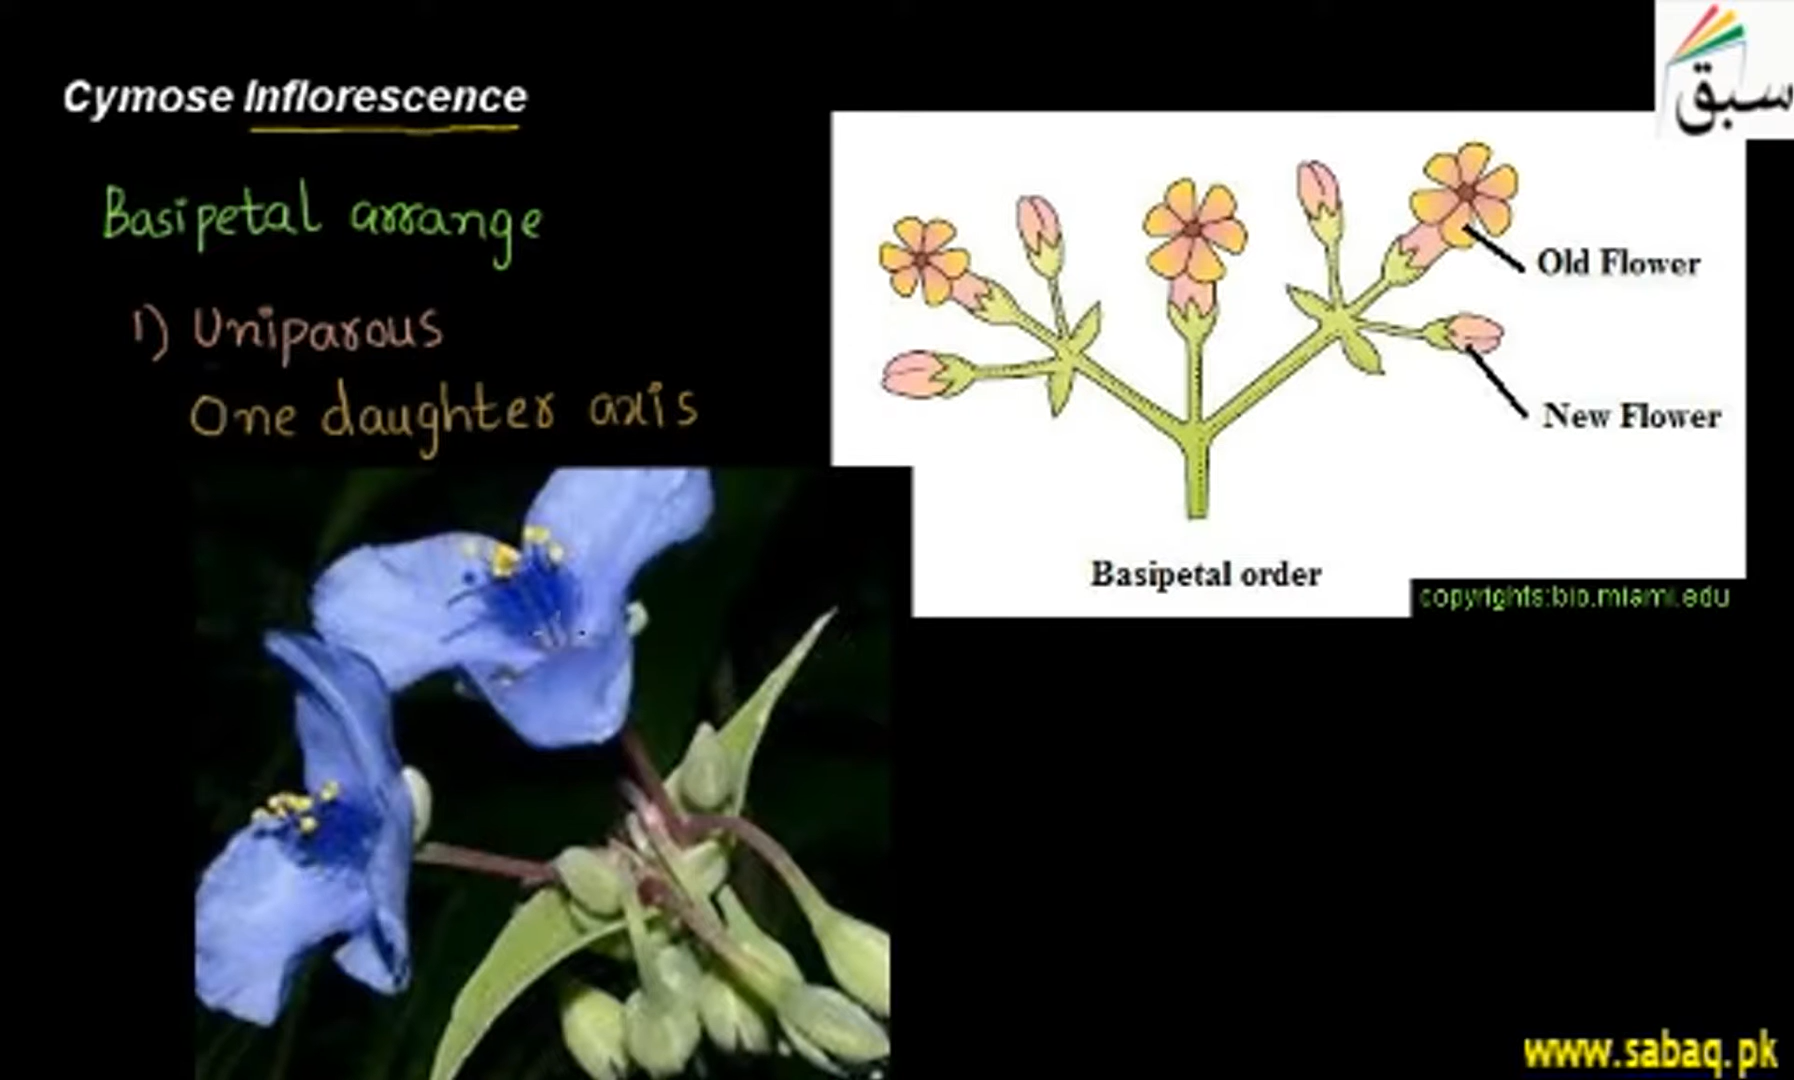 Cymose Inflorescence
Basipetal arrange
1) Uniparous
One daughter axis
سبق
Old Flower
New Flower
Basipetal order
copyrights:bio.miami.edu
www.sabaq.pk